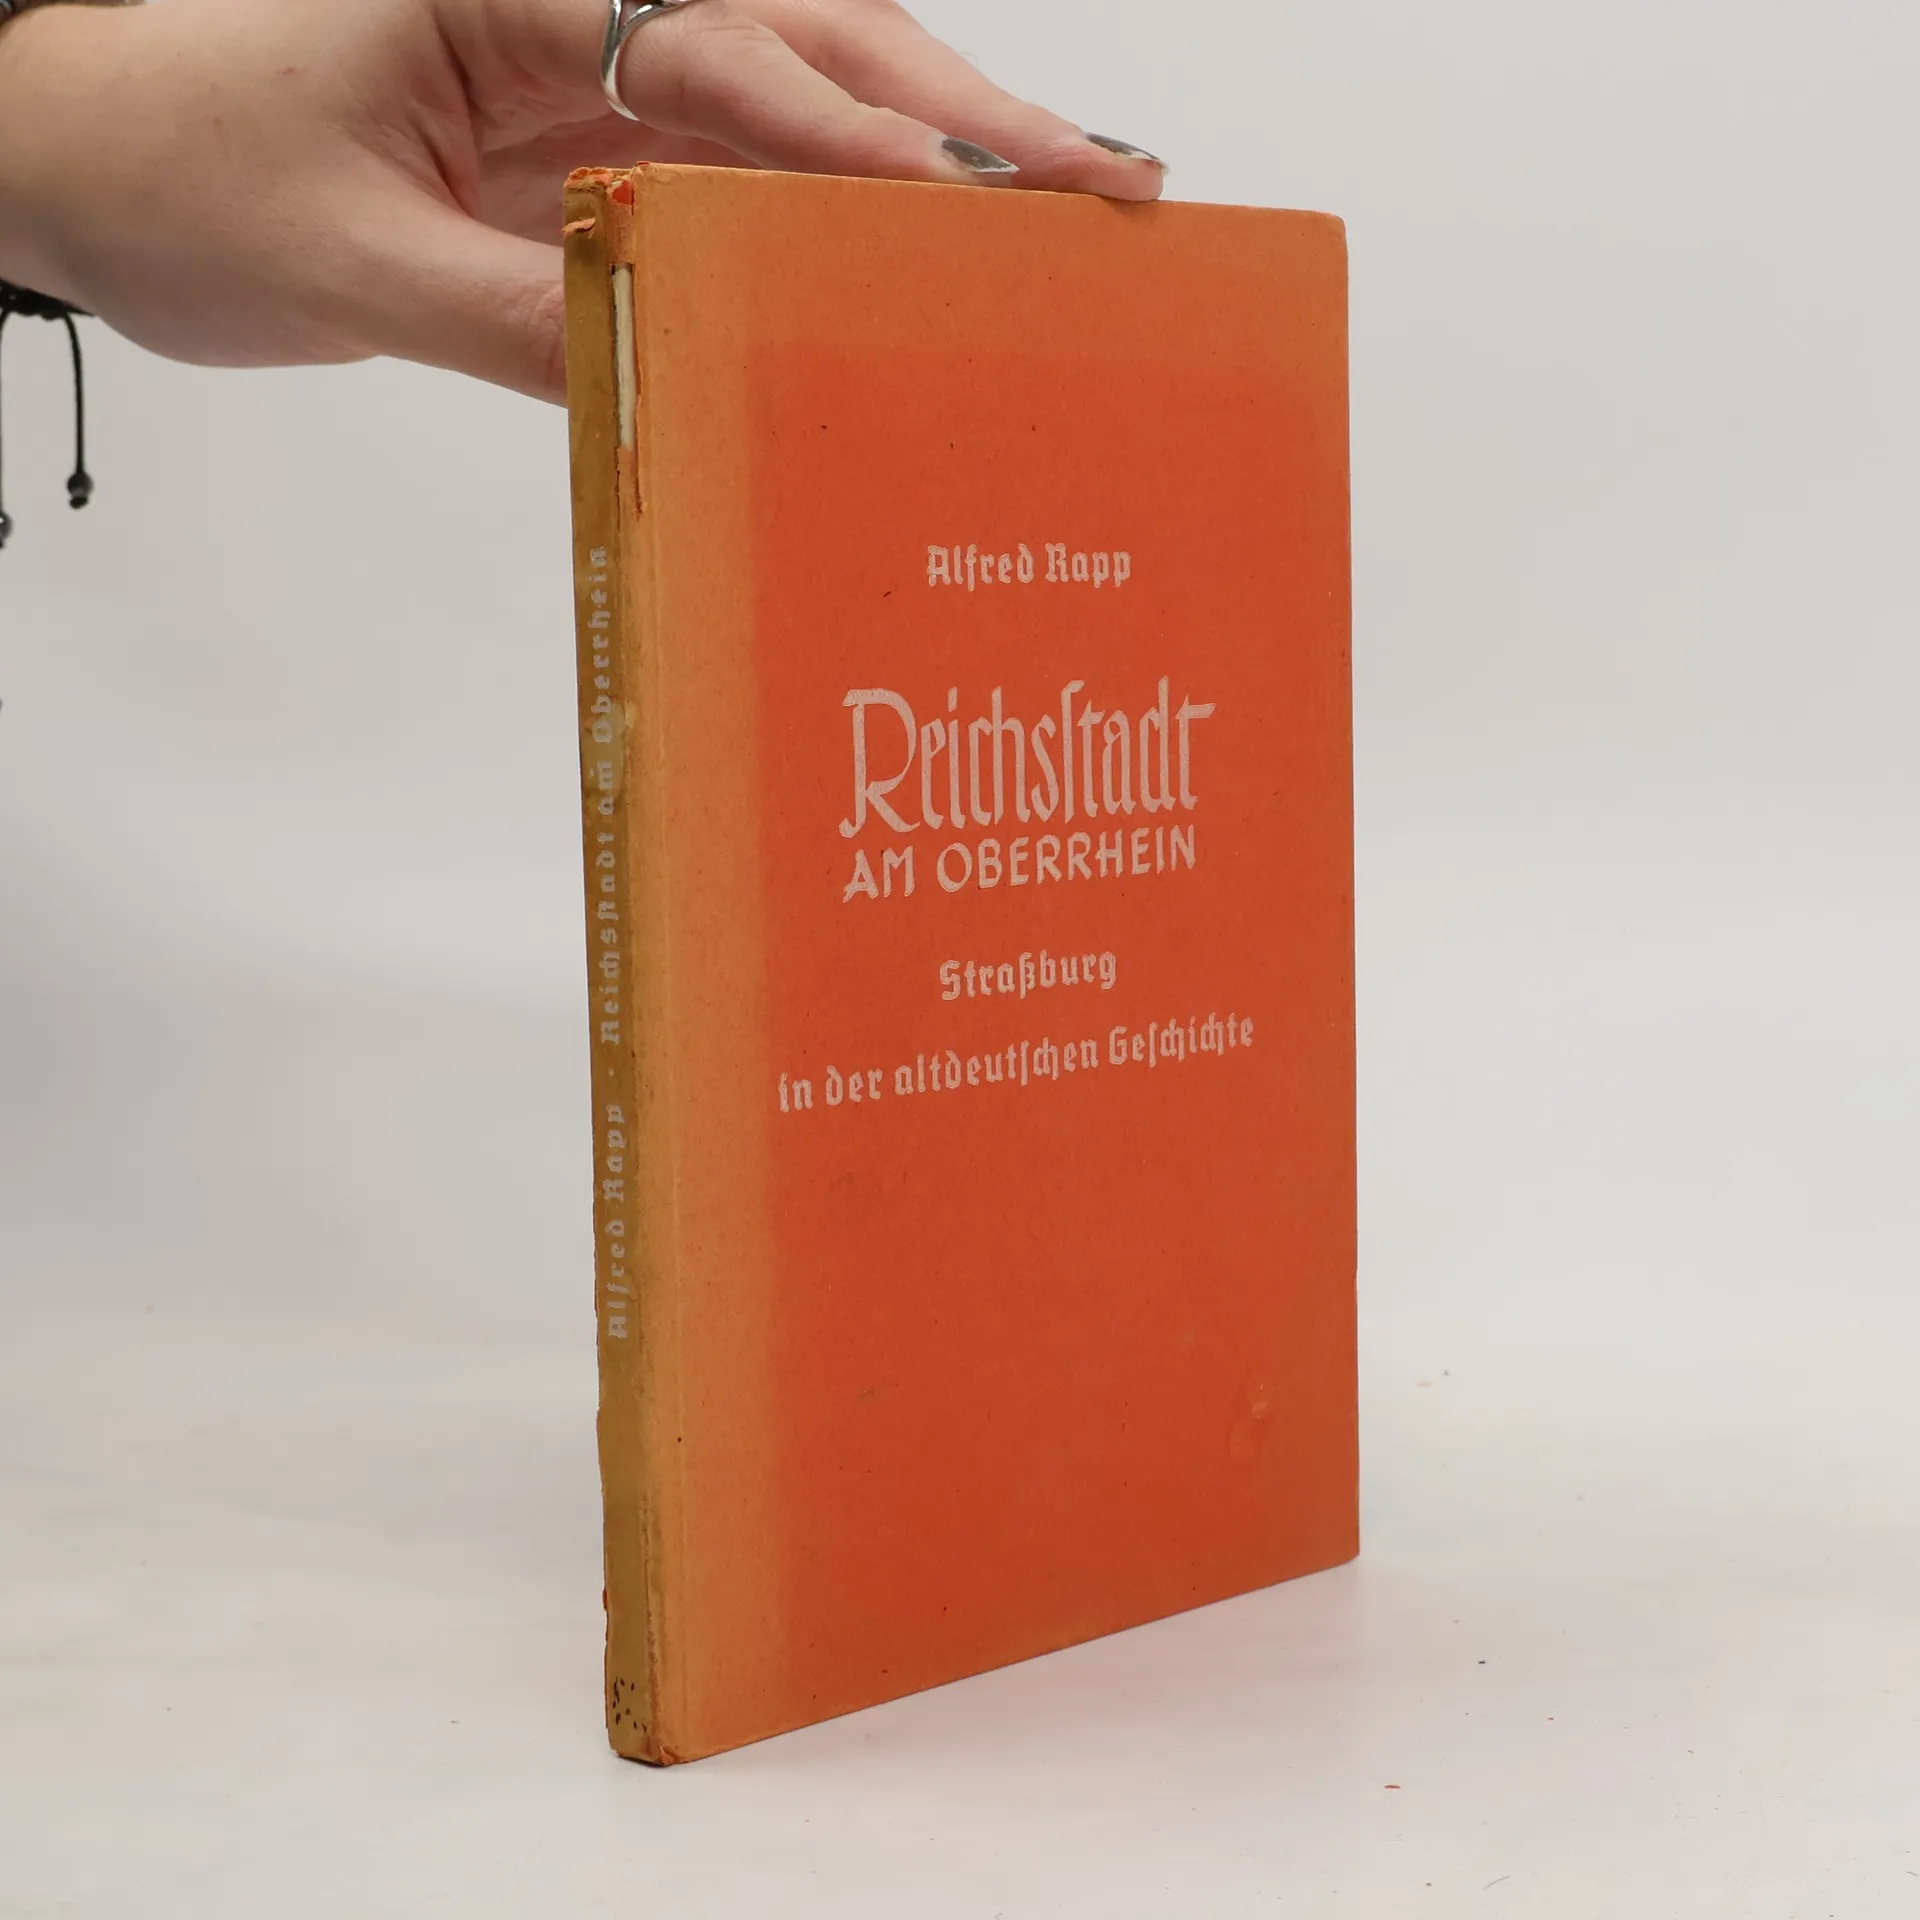 Alfred Rapp
Reichsſtadt
AM OBERRHEIN
Straßburg
in der altdeutſchen Geſchichte
Alfred Rapp · Reichsſtadt am Oberrhein